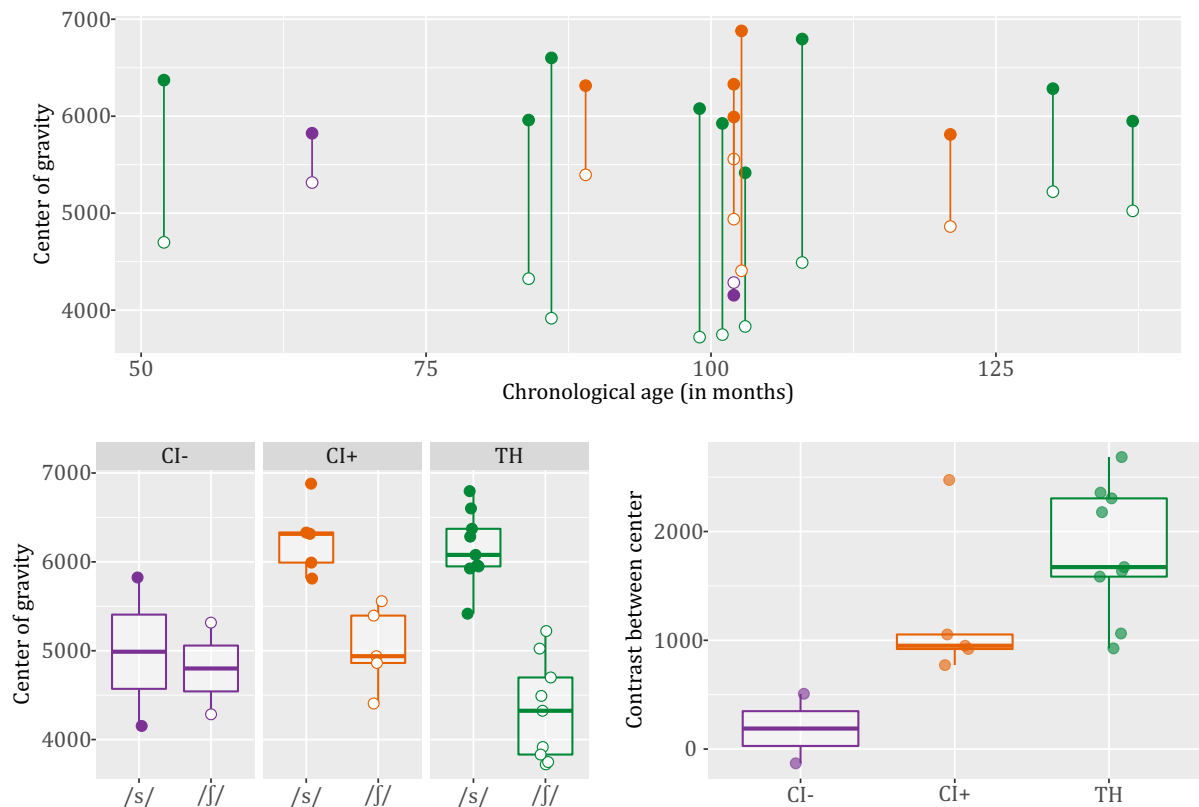 7000
6000
5000
4000
Center of gravity
50 75 100 125
Chronological age (in months)
CI- CI+ TH
7000
6000
5000
4000
Center of gravity
/s/ /ʃ/ /s/ /ʃ/ /s/ /ʃ/
2000
1000
0
Contrast between center
CI- CI+ TH